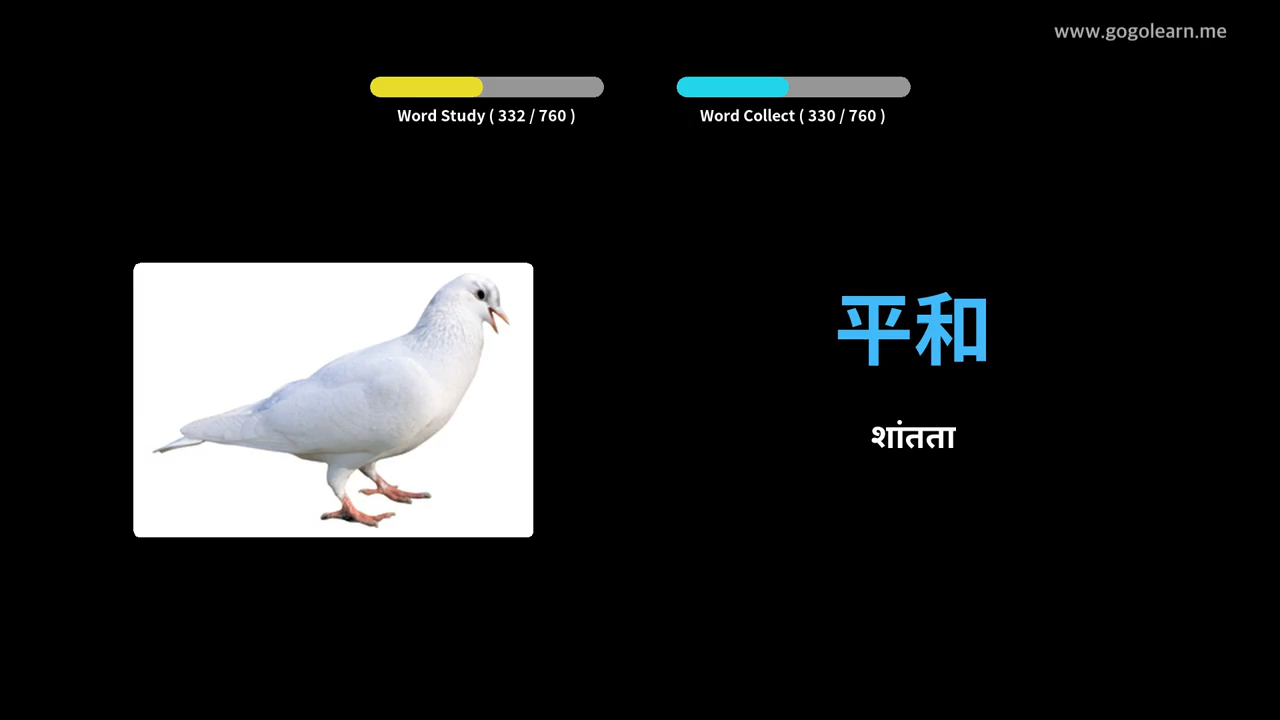 www.gogolearn.me
Word Study ( 332 / 760 )
Word Collect ( 330 / 760 )
平和
शांतता